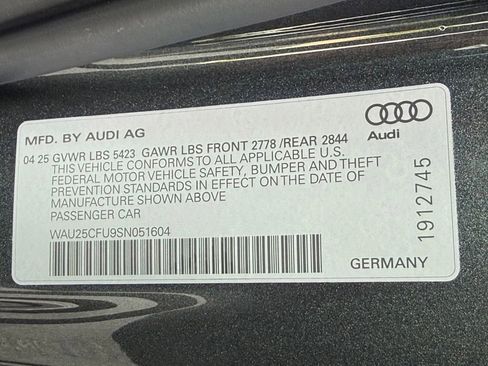 MFD. BY AUDI AG
04 25 GVWR LBS 5423 GAWR LBS FRONT 2778 /REAR 2844
THIS VEHICLE CONFORMS TO ALL APPLICABLE U.S.
FEDERAL MOTOR VEHICLE SAFETY, BUMPER AND THEFT
PREVENTION STANDARDS IN EFFECT ON THE DATE OF
MANUFACTURE SHOWN ABOVE
PASSENGER CAR
WAU25CFU9SN051604
GERMANY
Audi
1912745